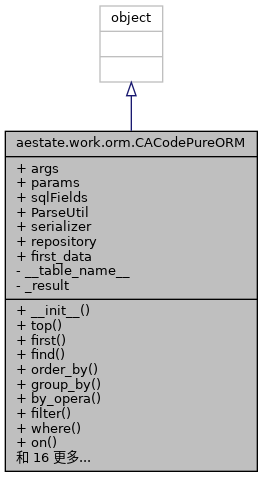 object
aestate.work.orm.CACodePureORM
+ args
+ params
+ sqlFields
+ ParseUtil
+ serializer
+ repository
+ first_data
- __table_name__
- _result
+ __init__()
+ top()
+ first()
+ find()
+ order_by()
+ group_by()
+ by_opera()
+ filter()
+ where()
+ on()
和 16 更多...